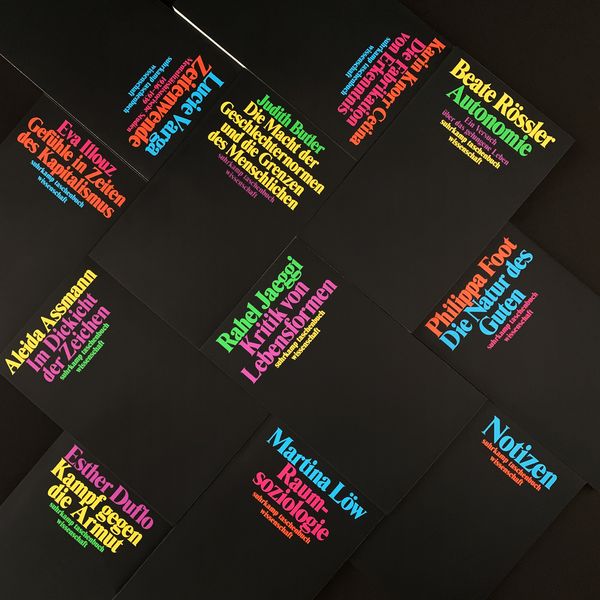 Lucie Varga
Zeitenwende
Mentalitätshistorische Studien
1936–1939
suhrkamp taschenbuch
wissenschaft
Karin Knorr Cetina
Die Fabrikation
von Erkenntnis
suhrkamp taschenbuch
wissenschaft
Beate Rössler
Autonomie
Ein Versuch
über das gelungene Leben
suhrkamp taschenbuch
wissenschaft
Eva Illouz
Gefühle in Zeiten
des Kapitalismus
suhrkamp taschenbuch
wissenschaft
Judith Butler
Die Macht der
Geschlechternormen
und die Grenzen
des Menschlichen
suhrkamp taschenbuch
wissenschaft
Aleida Assmann
Im Dickicht
der Zeichen
suhrkamp taschenbuch
wissenschaft
Rahel Jaeggi
Kritik von
Lebensformen
suhrkamp taschenbuch
wissenschaft
Philippa Foot
Die Natur des
Guten
suhrkamp taschenbuch
wissenschaft
Esther Duflo
Kampf gegen
die Armut
suhrkamp taschenbuch
wissenschaft
Martina Löw
Raum-
soziologie
suhrkamp taschenbuch
wissenschaft
Notizen
suhrkamp taschenbuch
wissenschaft